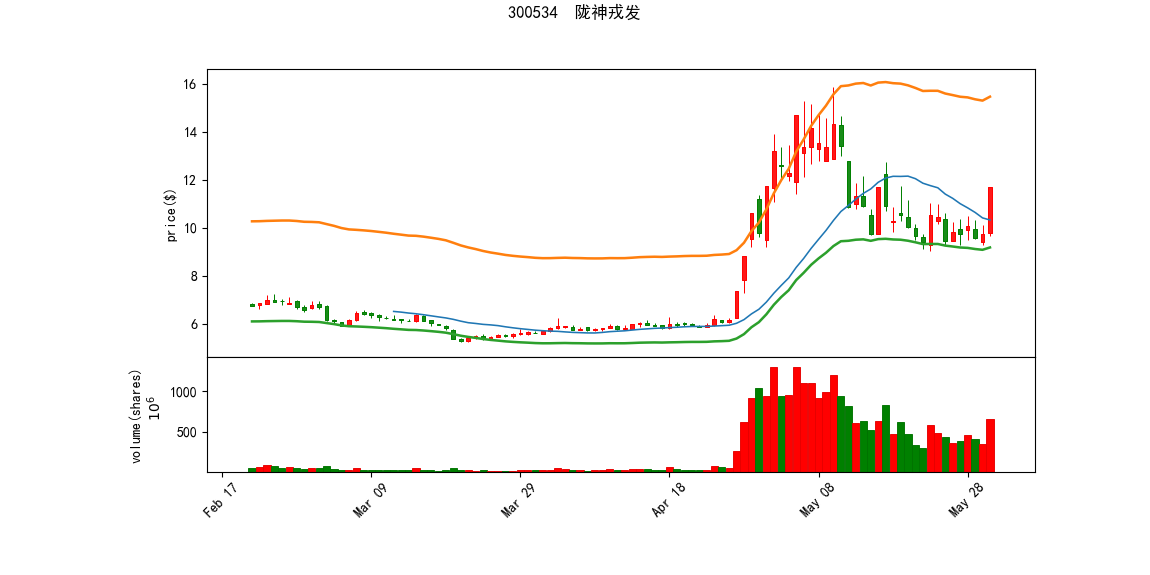 300534  陇神戎发
16
14
12
10
8
6
price($)
1000
500
volume(shares)
10^6
Feb 17
Mar 09
Mar 29
Apr 18
May 08
May 28